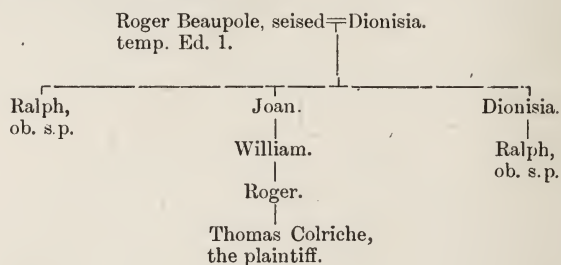 Roger Beaupole, seised=Dionisia.
temp. Ed. 1.
Ralph, Joan. Dionisia.
ob. s.p.
William. Ralph,
ob. s.p.
Roger.
Thomas Colriche,
the plaintiff.